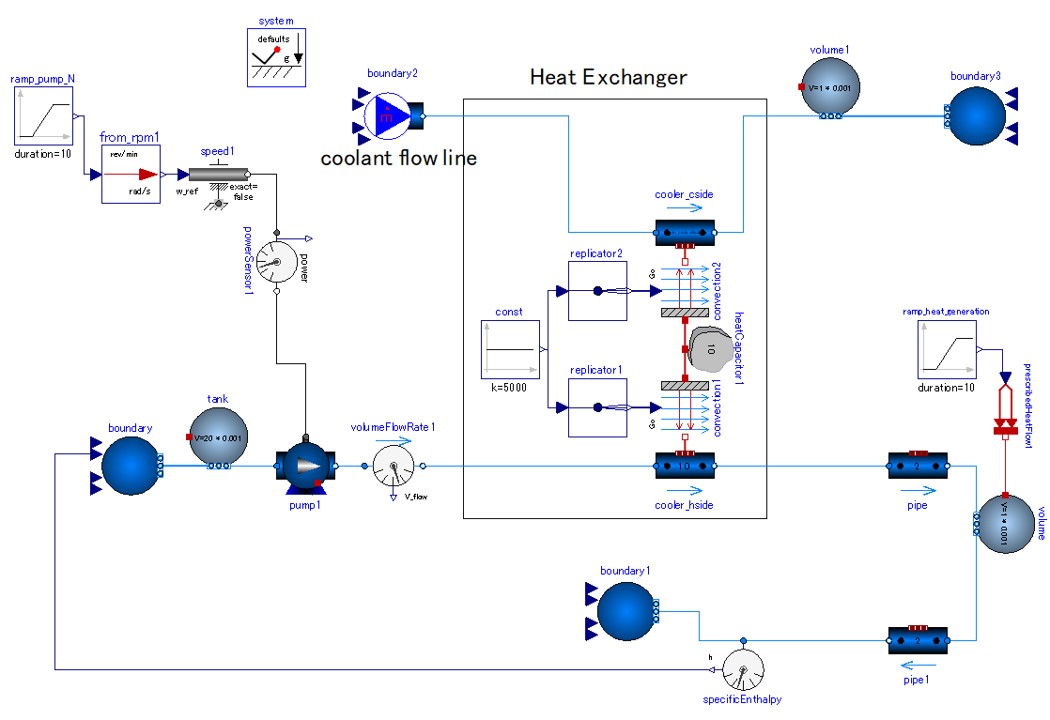 system
defaults
g
volume1
ramp_pump_N
boundary2
Heat Exchanger
boundary3
V=1 * 0.001
m
duration=10
from_rpm1
rev/min
rad/s
speed1
w_ref
exact=
false
coolant flow line
cooler_cside
powerSensor1
power
replicator2
Gc
convection2
const
k=5000
heatCapacitor1
10
ramp_heat_generation
duration=10
replicator1
Gc
convection1
prescribedHeatFlow1
tank
boundary
V=20 * 0.001
volumeFlowRate1
V_flow
pump1
10
cooler_hside
2
pipe
V=1 * 0.001
volume
boundary1
h
specificEnthalpy
2
pipe1